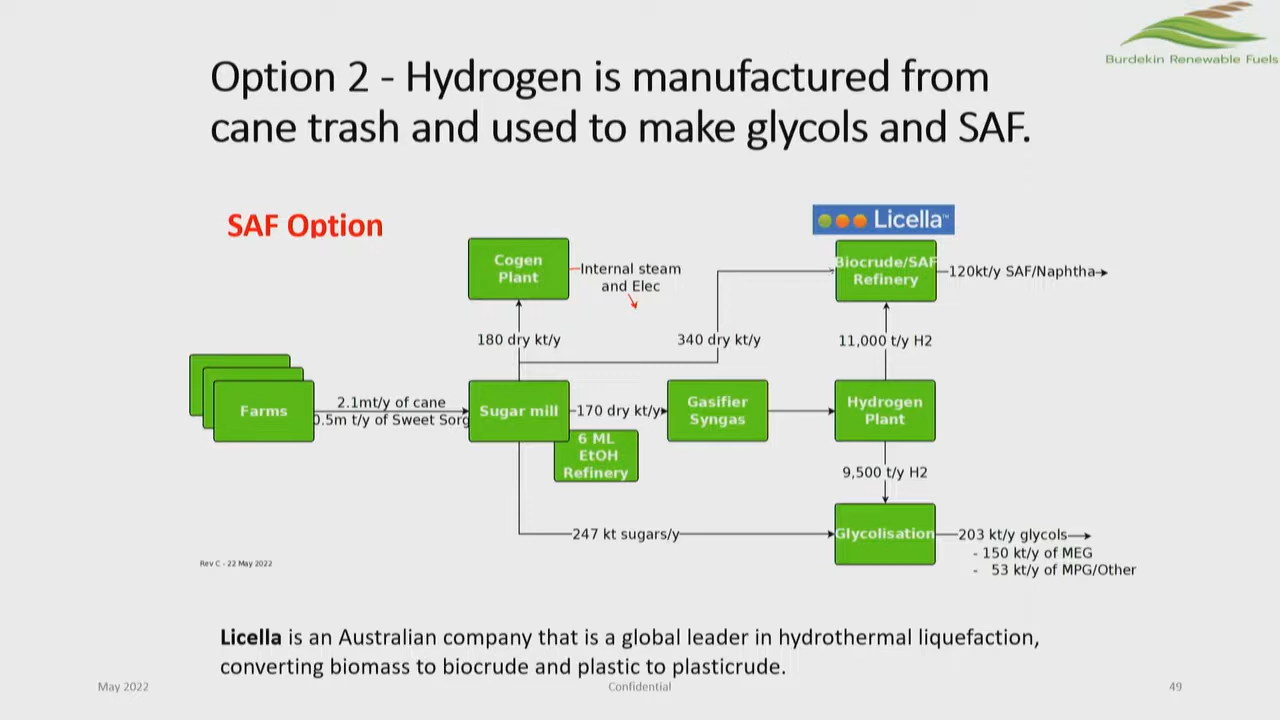 Burdekin Renewable Fuels
Option 2 - Hydrogen is manufactured from
cane trash and used to make glycols and SAF.
SAF Option
Licella™
Cogen
Plant
Internal steam
and Elec
Biocrude/SAF
Refinery
120kt/y SAF/Naphtha
180 dry kt/y
340 dry kt/y
11,000 t/y H2
Farms
2.1mt/y of cane
0.5m t/y of Sweet Sorg
Sugar mill
170 dry kt/y
Gasifier
Syngas
Hydrogen
Plant
6 ML
EtOH
Refinery
9,500 t/y H2
247 kt sugars/y
Glycolisation
203 kt/y glycols
- 150 kt/y of MEG
- 53 kt/y of MPG/Other
Rev C - 22 May 2022
Licella is an Australian company that is a global leader in hydrothermal liquefaction,
converting biomass to biocrude and plastic to plasticrude.
May 2022
Confidential
49